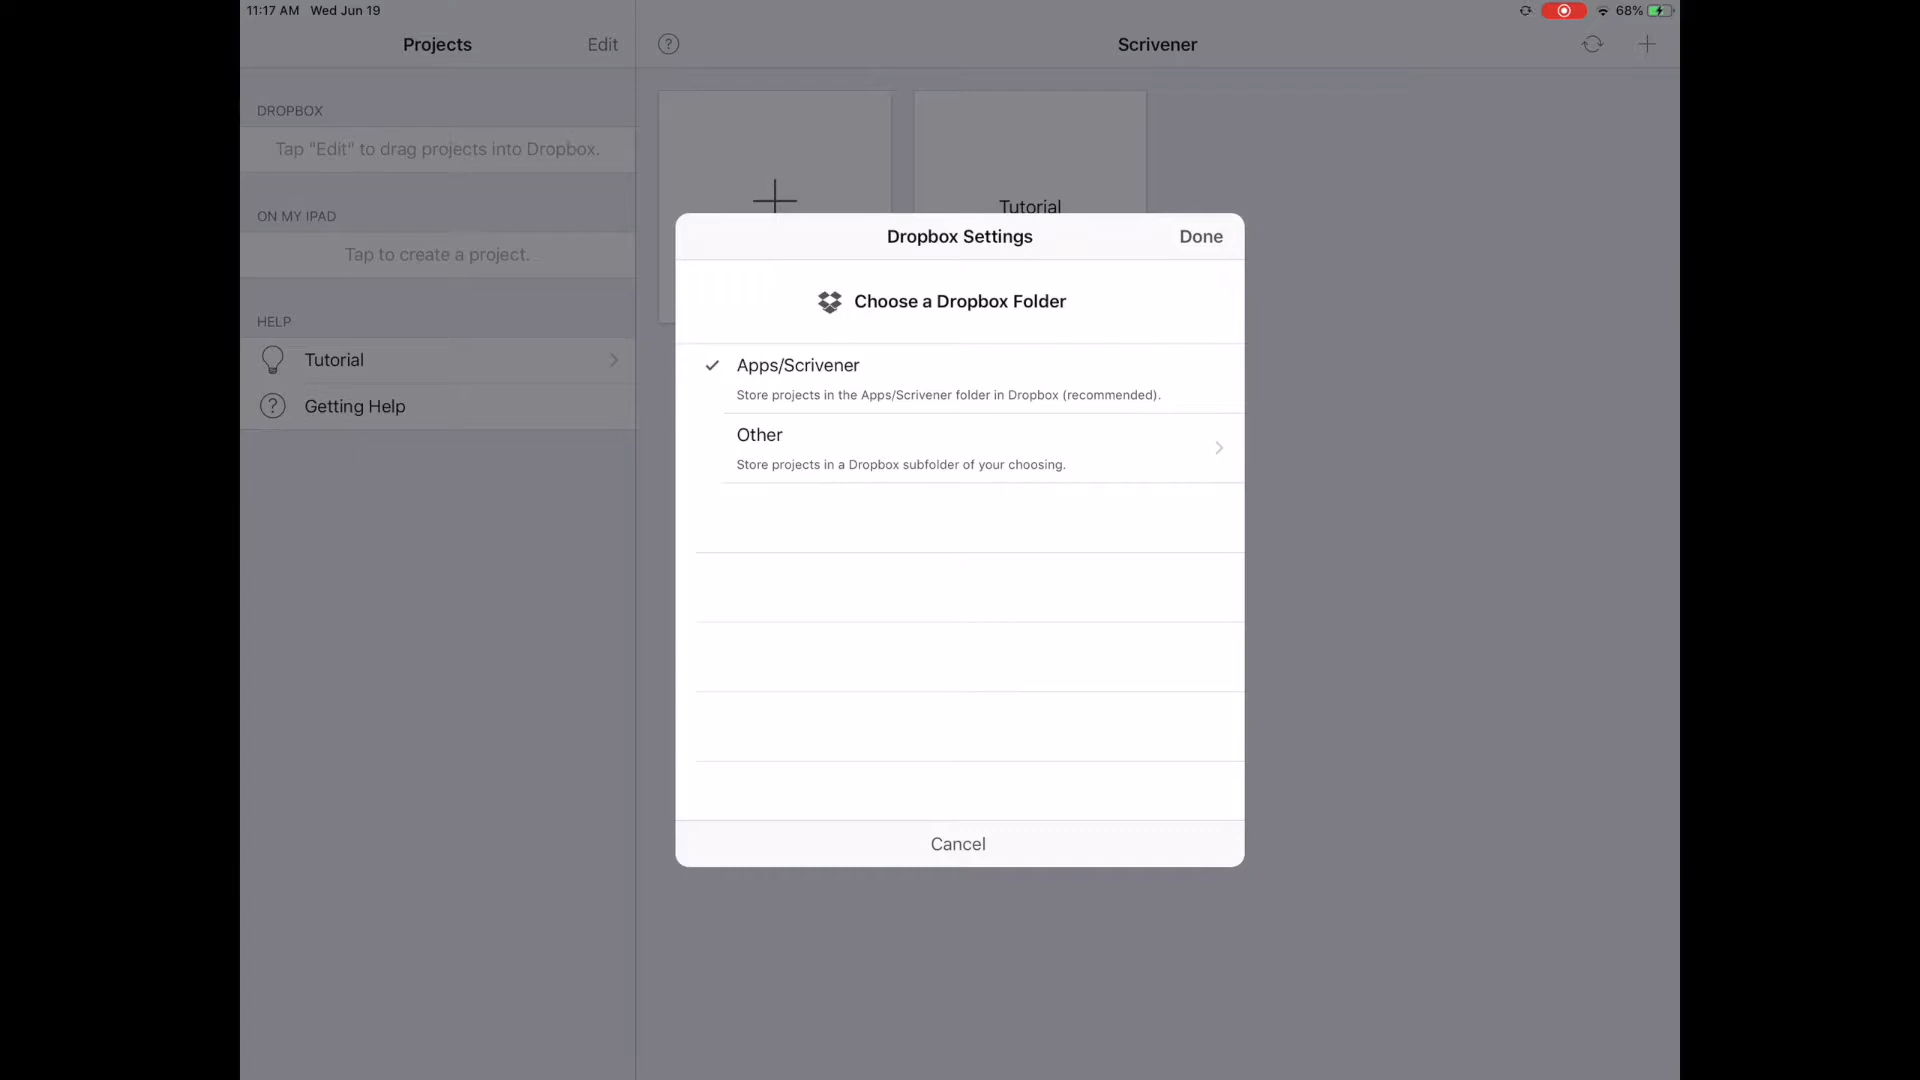 11:17 AM Wed Jun 19
68%
Projects
Edit
Scrivener
DROPBOX
Tap "Edit" to drag projects into Dropbox.
ON MY IPAD
Tap to create a project.
HELP
Tutorial
Getting Help
Tutorial
Dropbox Settings
Done
Choose a Dropbox Folder
Apps/Scrivener
Store projects in the Apps/Scrivener folder in Dropbox (recommended).
Other
Store projects in a Dropbox subfolder of your choosing.
Cancel